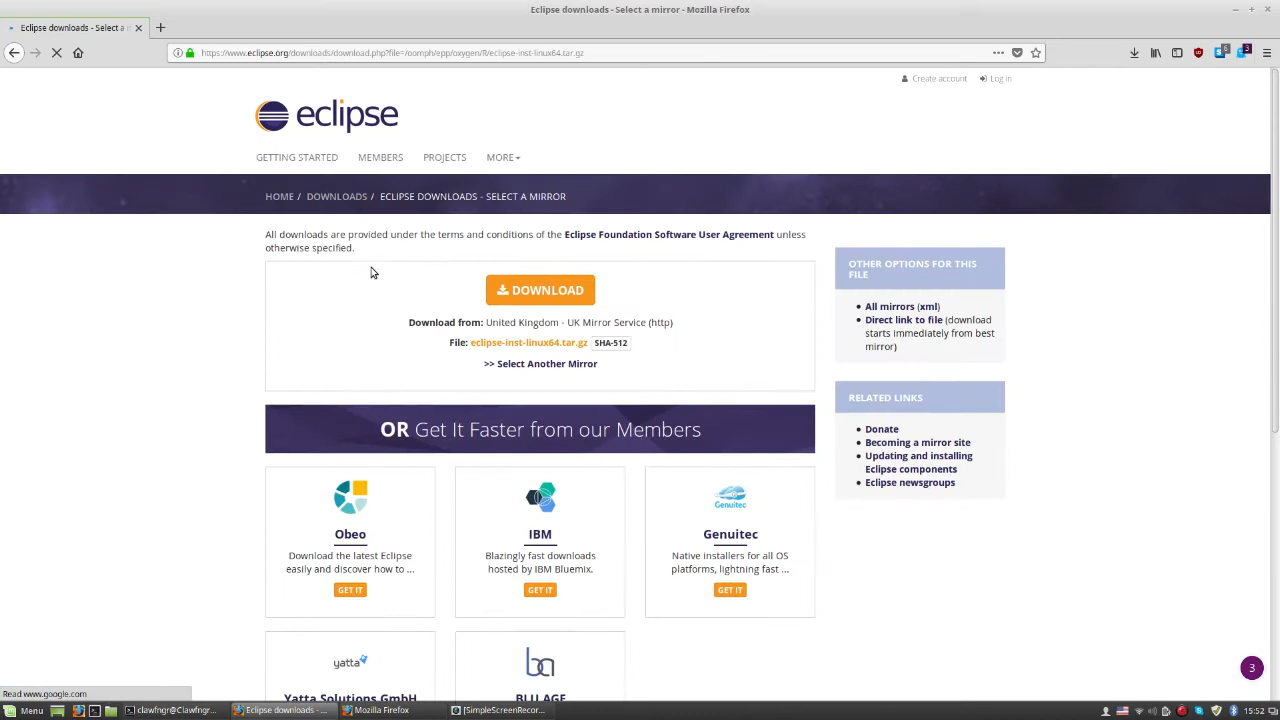 Eclipse downloads - Select a mirror - Mozilla Firefox
Eclipse downloads - Select a r
https://www.eclipse.org/downloads/download.php?file=/oomph/epp/oxygen/R/eclipse-inst-linux64.tar.gz
6
3
Create account
Log in
eclipse
GETTING STARTED
MEMBERS
PROJECTS
MORE
HOME / DOWNLOADS / ECLIPSE DOWNLOADS - SELECT A MIRROR
All downloads are provided under the terms and conditions of the Eclipse Foundation Software User Agreement unless
otherwise specified.
DOWNLOAD
Download from: United Kingdom - UK Mirror Service (http)
File: eclipse-inst-linux64.tar.gz SHA-512
>> Select Another Mirror
OTHER OPTIONS FOR THIS
FILE
All mirrors (xml)
Direct link to file (download
starts immediately from best
mirror)
RELATED LINKS
Donate
Becoming a mirror site
Updating and installing
Eclipse components
Eclipse newsgroups
OR Get It Faster from our Members
Obeo
Download the latest Eclipse
easily and discover how to ...
GET IT
IBM
Blazingly fast downloads
hosted by IBM Bluemix.
GET IT
Genuitec
Genuitec
Native installers for all OS
platforms, lightning fast ...
GET IT
yatta
Yatta Solutions GmbH
ba
BLU AGE
3
Read www.google.com
Menu
clawfngr@Clawfngr...
Eclipse downloads - ...
Mozilla Firefox
[SimpleScreenRecor...
15:52